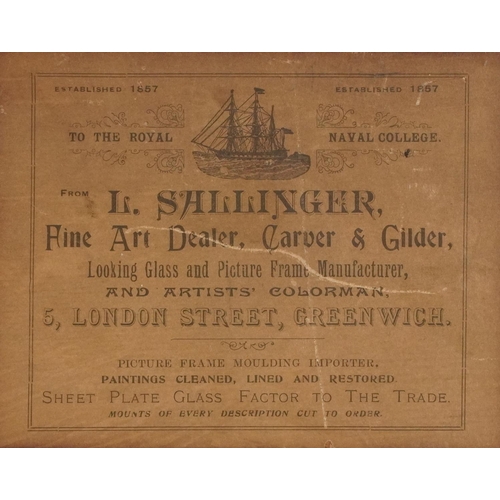 ESTABLISHED 1857 ESTABLISHED 1857
TO THE ROYAL NAVAL COLLEGE.
FROM L. SALLINGER,
Fine Art Dealer, Carver & Gilder,
Looking Glass and Picture Frame Manufacturer,
AND ARTISTS' COLORMAN,
5, LONDON STREET, GREENWICH.
PICTURE FRAME MOULDING IMPORTER,
PAINTINGS CLEANED, LINED AND RESTORED.
SHEET PLATE GLASS FACTOR TO THE TRADE.
MOUNTS OF EVERY DESCRIPTION CUT TO ORDER.